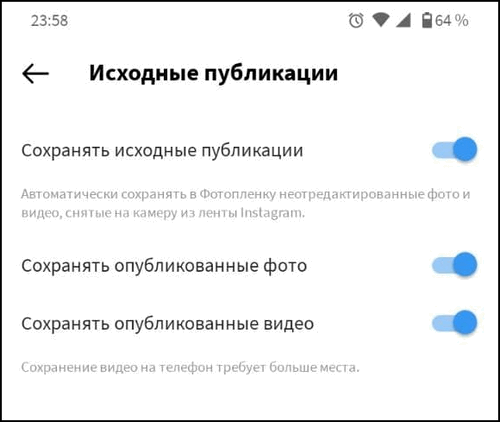 23:58 64 %
Исходные публикации
Сохранять исходные публикации
Автоматически сохранять в Фотопленку неотредактированные фото и
видео, снятые на камеру из ленты Instagram.
Сохранять опубликованные фото
Сохранять опубликованные видео
Сохранение видео на телефон требует больше места.